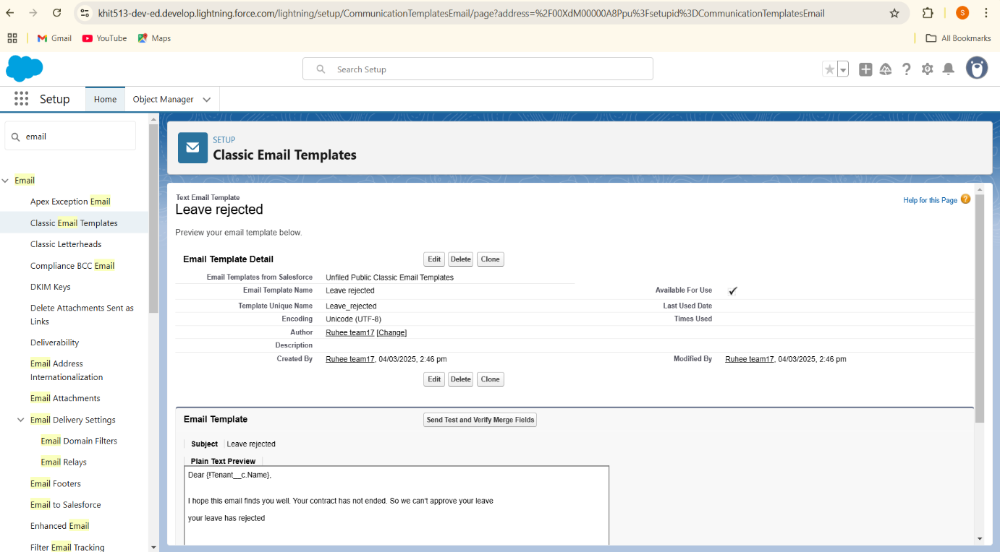 khit513-dev-ed.develop.lightning.force.com/lightning/setup/CommunicationTemplatesEmail/page?address=%2F00XdM00000A8Ppu%3Fsetupid%3DCommunicationTemplatesEmail
S
Gmail YouTube Maps All Bookmarks
Search Setup
Setup Home Object Manager
email
Email
Apex Exception Email
Classic Email Templates
Classic Letterheads
Compliance BCC Email
DKIM Keys
Delete Attachments Sent as
Links
Deliverability
Email Address
Internationalization
Email Attachments
Email Delivery Settings
Email Domain Filters
Email Relays
Email Footers
Email to Salesforce
Enhanced Email
Filter Email Tracking
SETUP
Classic Email Templates
Text Email Template
Leave rejected
Help for this Page ?
Preview your email template below.
Email Template Detail Edit Delete Clone
Email Templates from Salesforce Unfiled Public Classic Email Templates
Email Template Name Leave rejected Available For Use
Template Unique Name Leave_rejected Last Used Date
Encoding Unicode (UTF-8) Times Used
Author Ruhee team17 [Change]
Description
Created By Ruhee team17, 04/03/2025, 2:46 pm Modified By Ruhee team17, 04/03/2025, 2:46 pm
Edit Delete Clone
Email Template Send Test and Verify Merge Fields
Subject Leave rejected
Plain Text Preview
Dear {!Tenant__c.Name},
I hope this email finds you well. Your contract has not ended. So we can't approve your leave
your leave has rejected